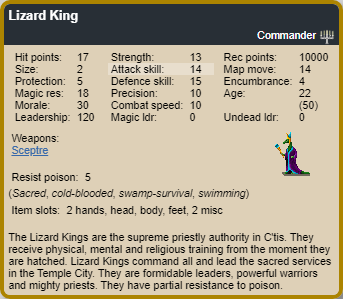 Lizard King
Commander
Hit points: 17 Strength: 13 Rec points: 10000
Size: 2 Attack skill: 14 Map move: 14
Protection: 5 Defence skill: 15 Encumbrance: 4
Magic res: 18 Precision: 10 Age: 22
Morale: 30 Combat speed: 10 (50)
Leadership: 120 Magic ldr: 0 Undead ldr: 0
Weapons:
Sceptre
Resist poison: 5
(Sacred, cold-blooded, swamp-survival, swimming)
Item slots: 2 hands, head, body, feet, 2 misc
The Lizard Kings are the supreme priestly authority in C'tis. They
receive physical, mental and religious training from the moment they
are hatched. Lizard Kings command all and lead the sacred services
in the Temple City. They are formidable leaders, powerful warriors
and mighty priests. They have partial resistance to poison.